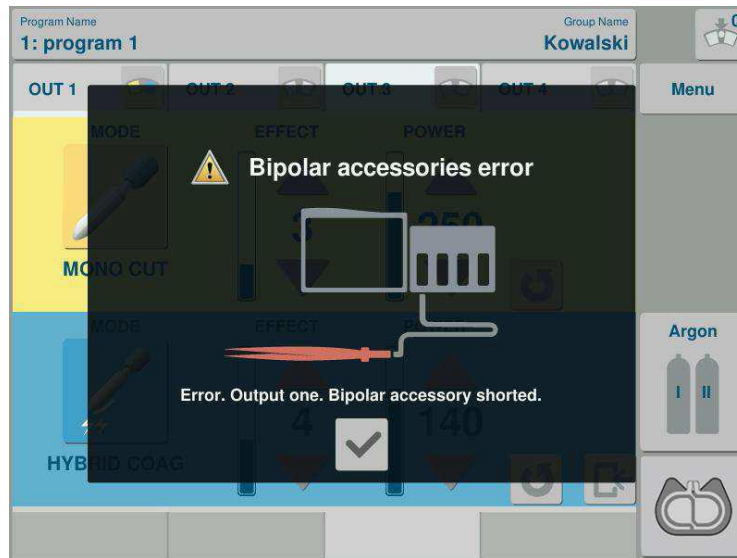 Program Name
1: program 1
Group Name
Kowalski
OUT 1
OUT 2
OUT 3
OUT 4
Menu
MODE
EFFECT
POWER
Bipolar accessories error
3
250
MONO CUT
MODE
EFFECT
Argon
I II
Error. Output one. Bipolar accessory shorted.
4
140
HYBRID COAG